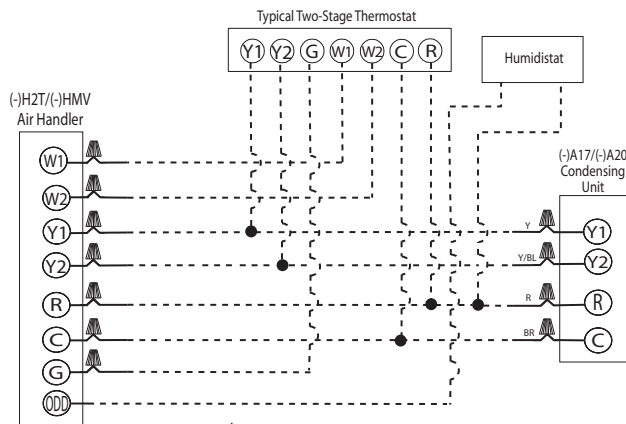 Typical Two-Stage Thermostat
Y1 Y2 G W1 W2 C R
Humidistat
(-)H2T/(-)HMV
Air Handler
W1
W2
Y1
Y2
R
C
G
ODD
(-)A17/(-)A20
Condensing
Unit
Y
Y1
Y/BL
Y2
R
R
BR
C